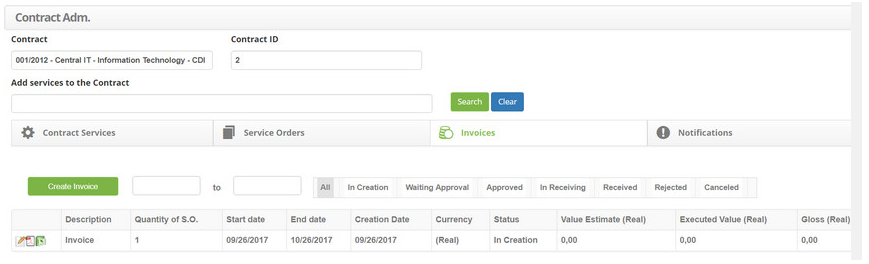 Contract Adm.
Contract Contract ID
001/2012 - Central IT - Information Technology - CDI 2
Add services to the Contract
Search Clear
Contract Services Service Orders Invoices Notifications
Create Invoice to All In Creation Waiting Approval Approved In Receiving Received Rejected Canceled
Description Quantity of S.O. Start date End date Creation Date Currency Status Value Estimate (Real) Executed Value (Real) Gloss (Real)
Invoice 1 09/26/2017 10/26/2017 09/26/2017 (Real) In Creation 0,00 0,00 0,00